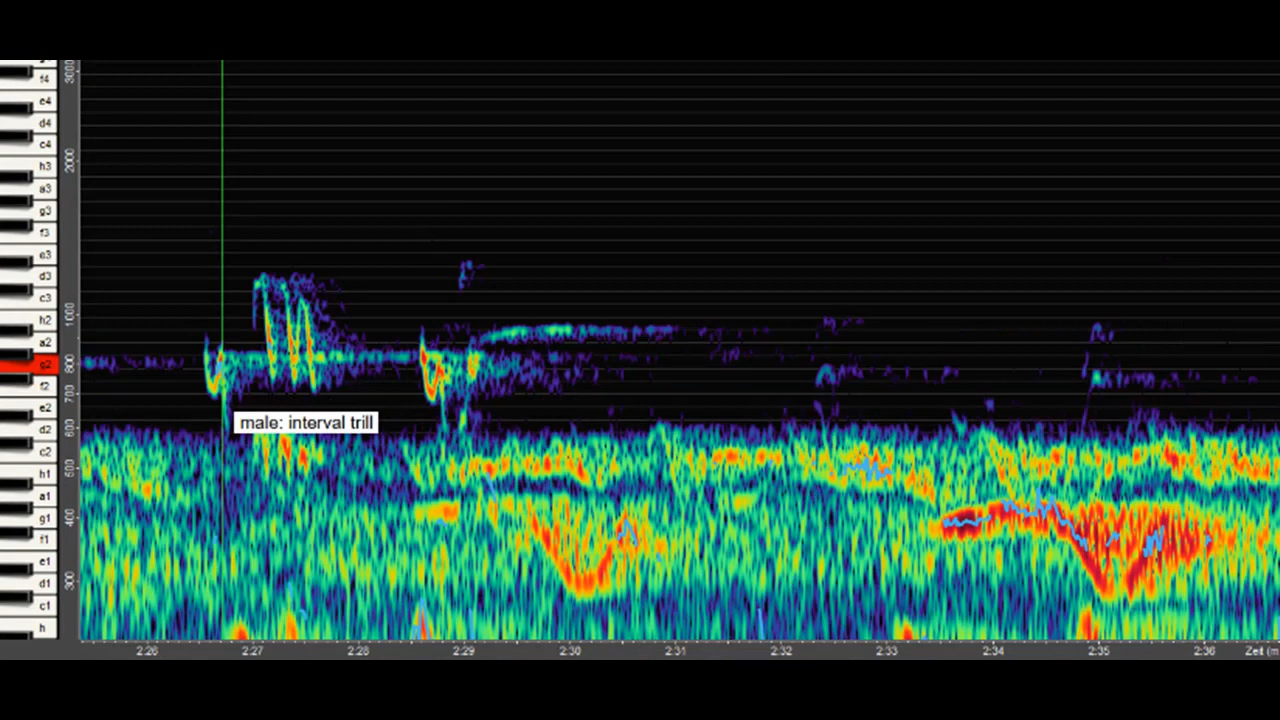 f4
e4
d4
c4
h3
a3
g3
f3
e3
d3
c3
h2
a2
g2
f2
e2
d2
c2
h1
a1
g1
f1
e1
d1
c1
h
3000
2000
1000
800
700
600
500
400
300
male: interval trill
2:26 2:27 2:28 2:29 2:30 2:31 2:32 2:33 2:34 2:35 2:36 Zeit (m